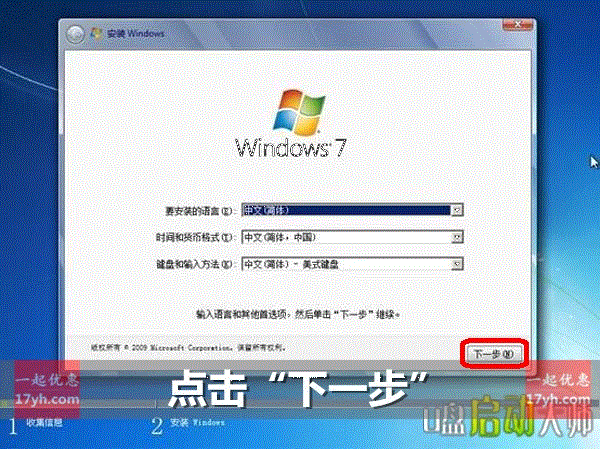 安装 Windows
Windows 7
要安装的语言(E): 中文(简体)
时间和货币格式(T): 中文(简体，中国)
键盘和输入方法(K): 中文(简体) - 美式键盘
输入语言和其他首选项，然后单击“下一步”继续。
版权所有 © 2009 Microsoft Corporation。保留所有权利。
下一步(N)
点击“下一步”
一起优惠
17yh.com
一起优惠
17yh.com
1 收集信息
2 安装 Windows
U盘启动大师